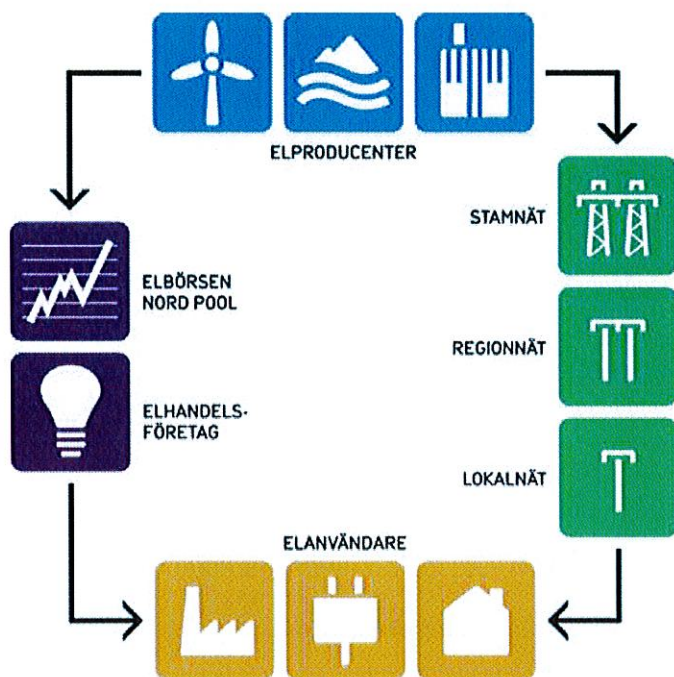 ELPRODUCENTER
STAMNÄT
ELBÖRSEN
NORD POOL
REGIONNÄT
ELHANDELS-
FÖRETAG
LOKALNÄT
ELANVÄNDARE